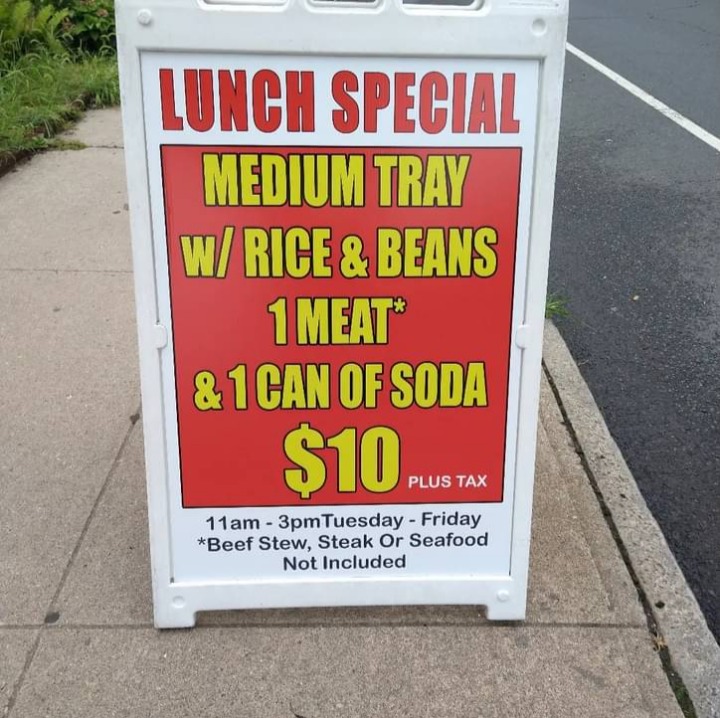 LUNCH SPECIAL
MEDIUM TRAY
W/ RICE & BEANS
1 MEAT*
& 1 CAN OF SODA
$10 PLUS TAX
11am - 3pmTuesday - Friday
*Beef Stew, Steak Or Seafood
Not Included